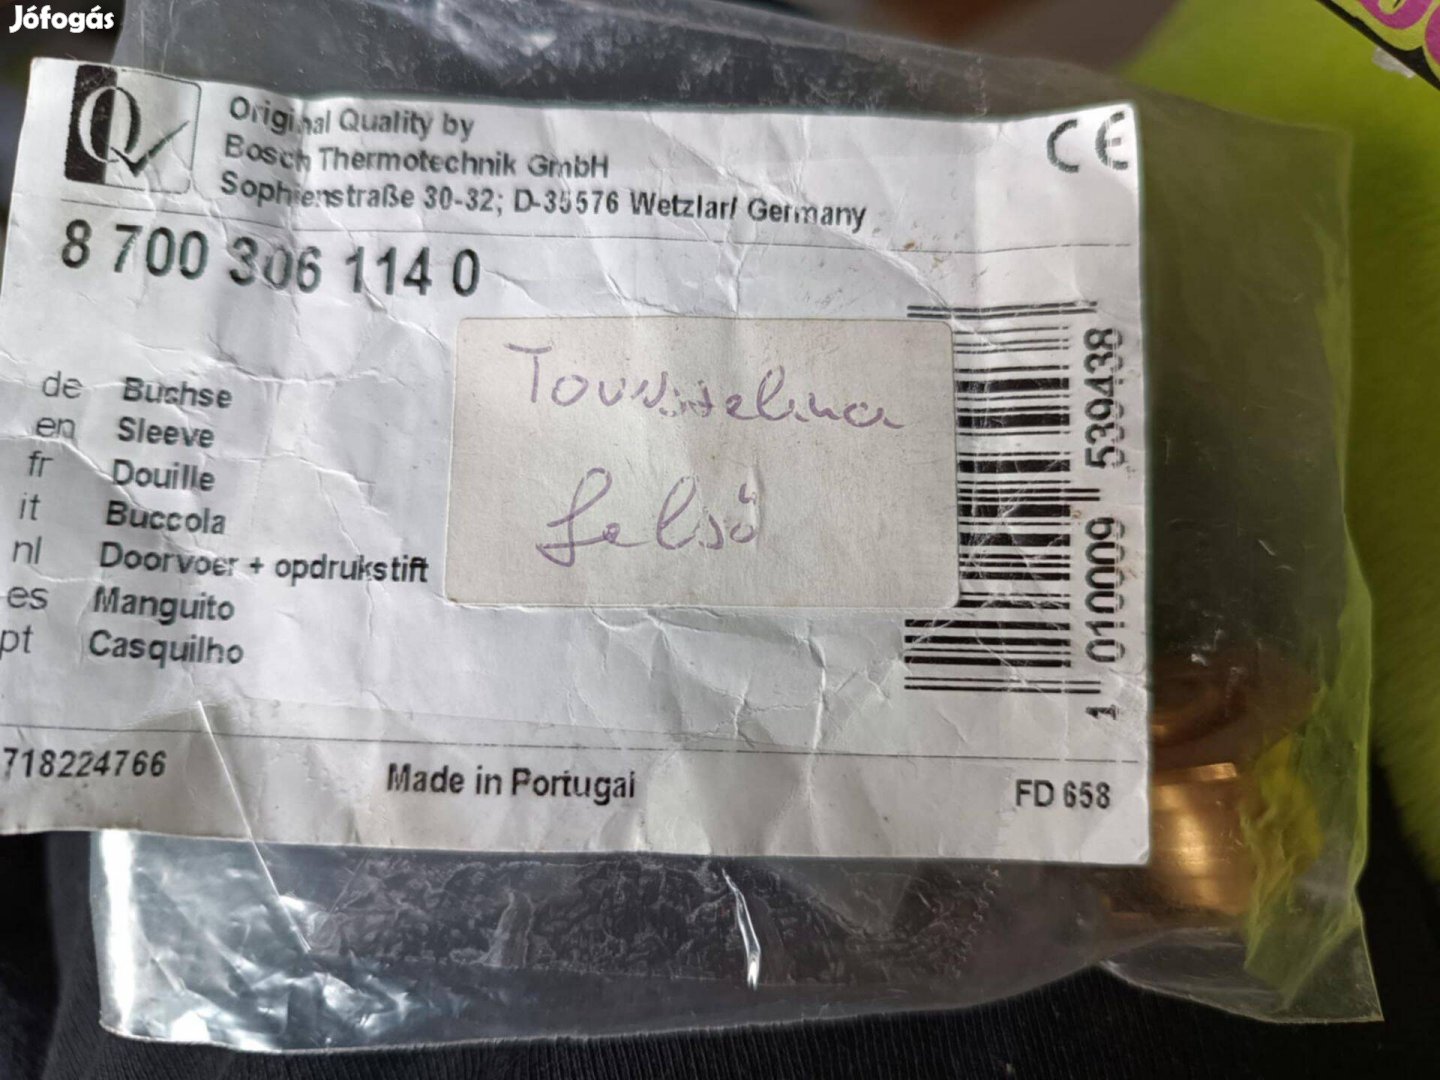 Jófogás
Original Quality by
Bosch Thermotechnik GmbH
Sophienstraße 30-32; D-35576 Wetzlar/ Germany
CE
8 700 306 114 0
de Buchse
en Sleeve
fr Douille
it Buccola
nl Doorvoer + opdrukstift
es Manguito
pt Casquilho
felső
1 010009 539438
718224766
Made in Portugal
FD 658